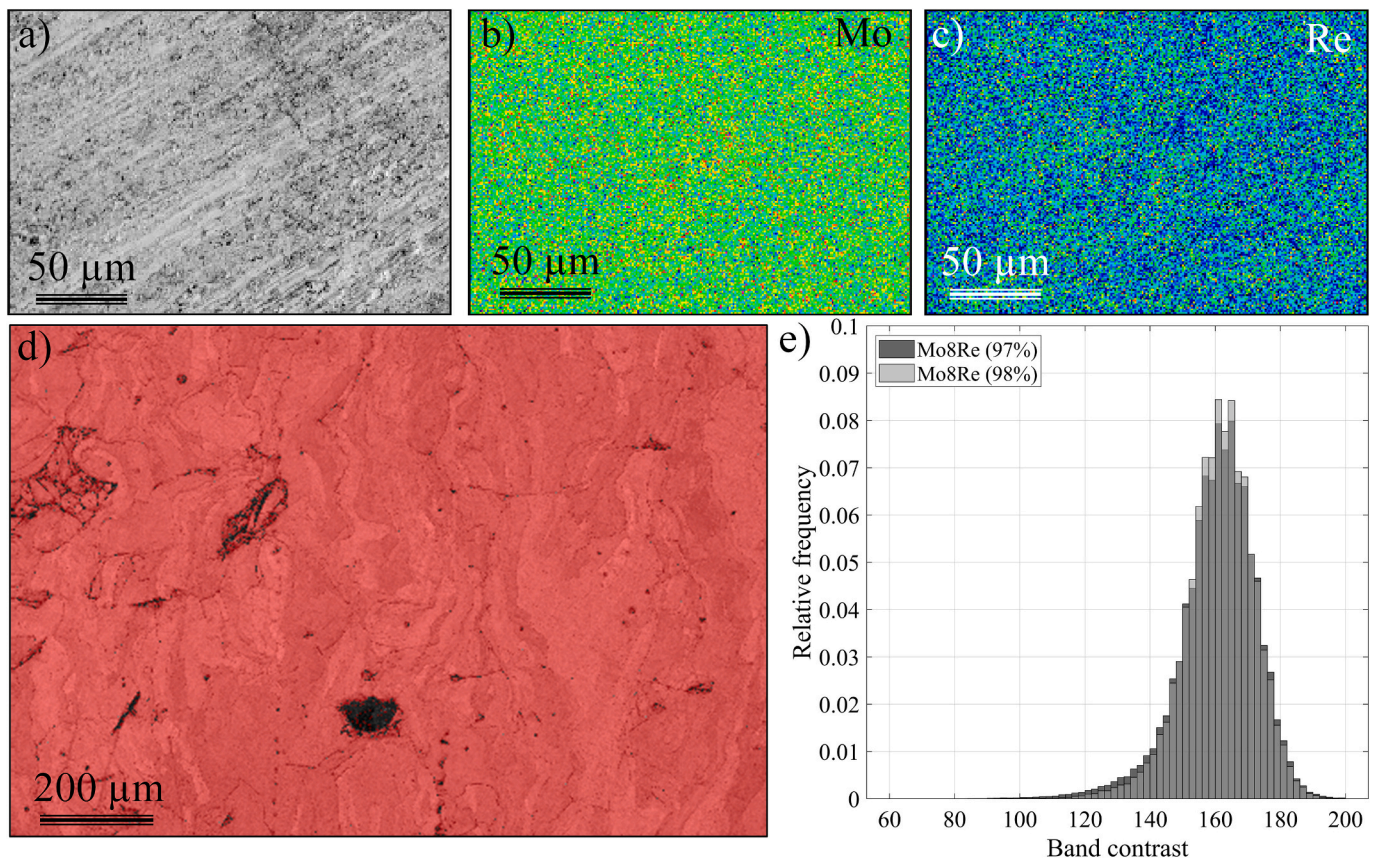 a)
b)
Mo
c)
Re
50 µm
50 µm
50 µm
d)
200 µm
e)
Mo8Re (97%)
Mo8Re (98%)
Relative frequency
0.1
0.09
0.08
0.07
0.06
0.05
0.04
0.03
0.02
0.01
0
60 80 100 120 140 160 180 200
Band contrast